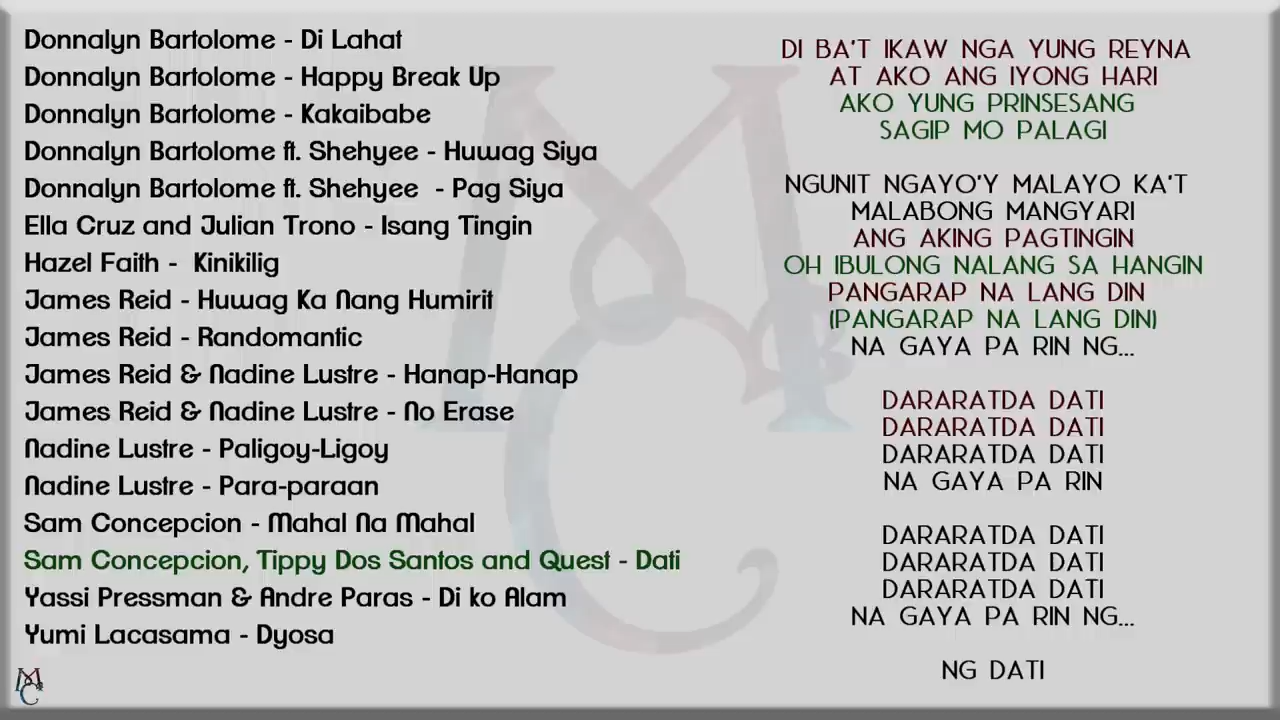 Donnalyn Bartolome - Di Lahat
Donnalyn Bartolome - Happy Break Up
Donnalyn Bartolome - Kakaibabe
Donnalyn Bartolome ft. Shehyee - Huwag Siya
Donnalyn Bartolome ft. Shehyee  - Pag Siya
Ella Cruz and Julian Trono - Isang Tingin
Hazel Faith -  Kinikilig
James Reid - Huwag Ka Nang Humirit
James Reid - Randomantic
James Reid & Nadine Lustre - Hanap-Hanap
James Reid & Nadine Lustre - No Erase
Nadine Lustre - Paligoy-Ligoy
Nadine Lustre - Para-paraan
Sam Concepcion - Mahal Na Mahal
Sam Concepcion, Tippy Dos Santos and Quest - Dati
Yassi Pressman & Andre Paras - Di ko Alam
Yumi Lacasama - Dyosa
DI BA'T IKAW NGA YUNG REYNA
AT AKO ANG IYONG HARI
AKO YUNG PRINSESANG
SAGIP MO PALAGI
NGUNIT NGAYO'Y MALAYO KA'T
MALABONG MANGYARI
ANG AKING PAGTINGIN
OH IBULONG NALANG SA HANGIN
PANGARAP NA LANG DIN
(PANGARAP NA LANG DIN)
NA GAYA PA RIN NG...
DARARATDA DATI
DARARATDA DATI
DARARATDA DATI
NA GAYA PA RIN
DARARATDA DATI
DARARATDA DATI
DARARATDA DATI
NA GAYA PA RIN NG...
NG DATI